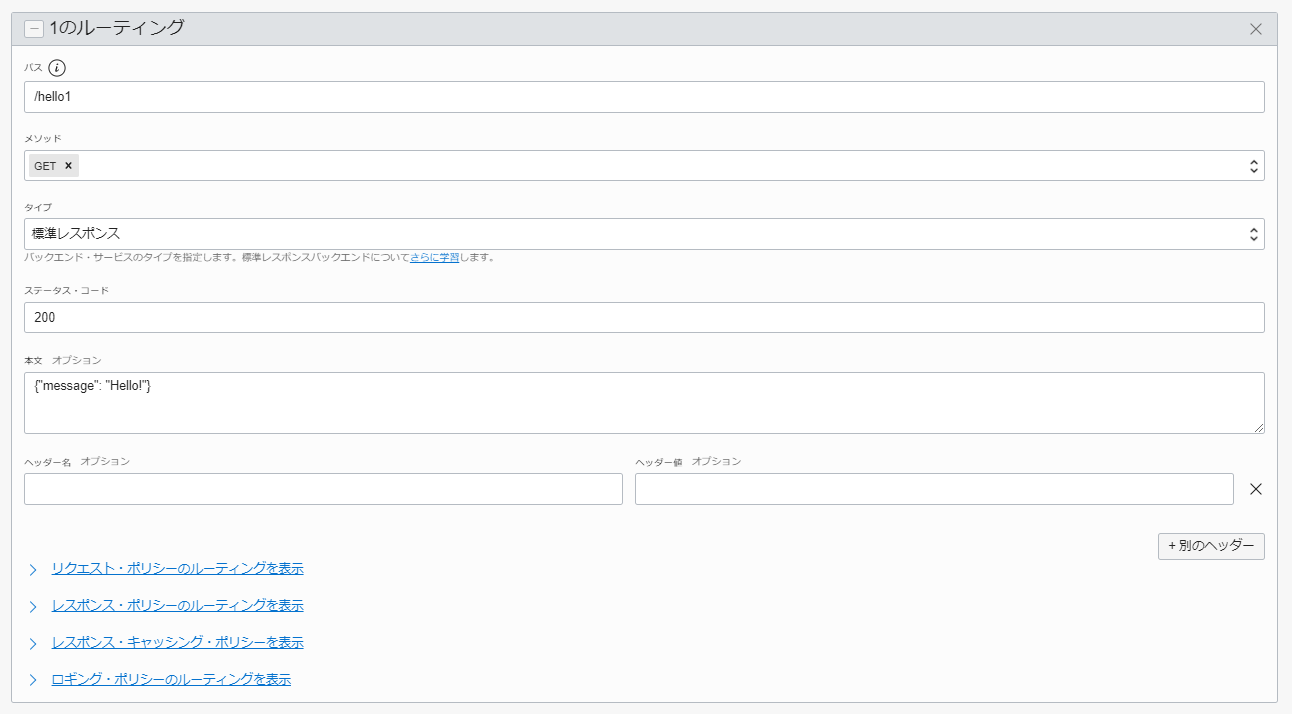 1のルーティング
パス
/hello1
メソッド
GET ×
タイプ
標準レスポンス
バックエンド・サービスのタイプを指定します。標準レスポンスバックエンドについてさらに学習します。
ステータス・コード
200
本文 オプション
{"message": "Hello!"}
ヘッダー名 オプション ヘッダー値 オプション
+ 別のヘッダー
リクエスト・ポリシーのルーティングを表示
レスポンス・ポリシーのルーティングを表示
レスポンス・キャッシング・ポリシーを表示
ロギング・ポリシーのルーティングを表示